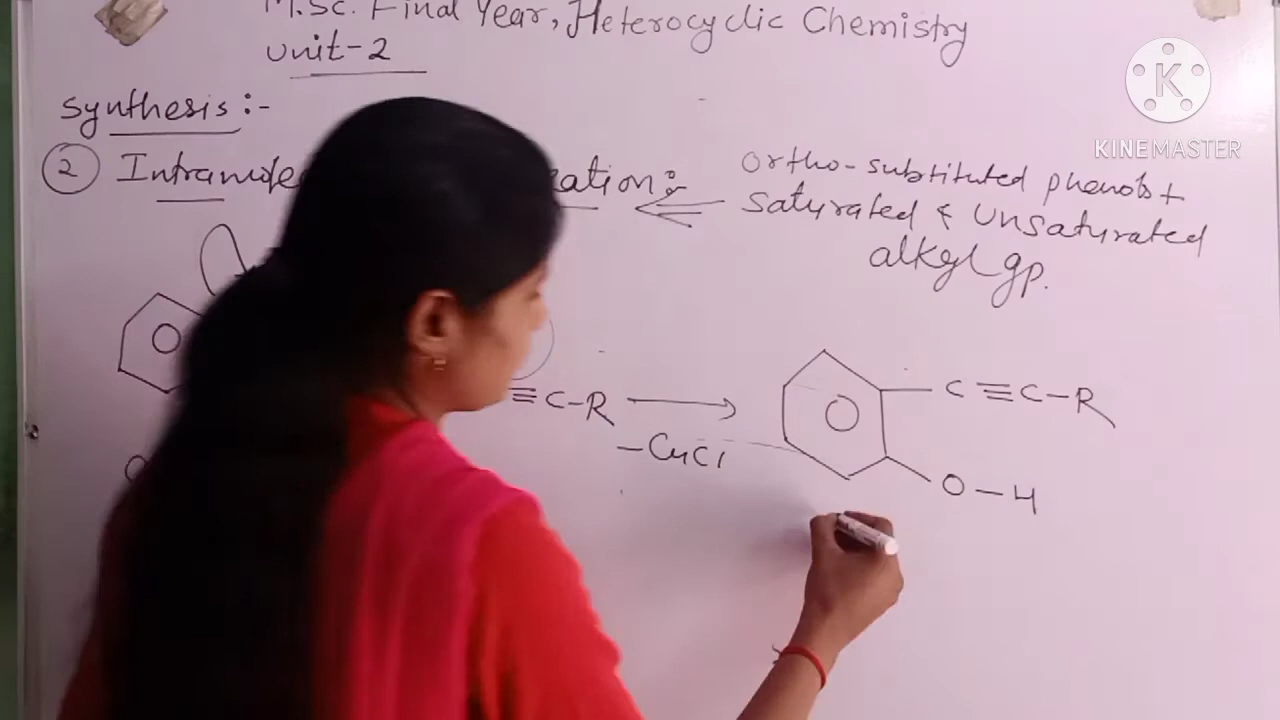 M.Sc. Final Year, Heterocyclic Chemistry
Unit-2
Synthesis :-
② Intramole ation :-
Ortho-substituted phenols +
Saturated & Unsaturated
alkyl gp.
≡C-R
-CuCl
C≡C-R
O-H
KINEMASTER